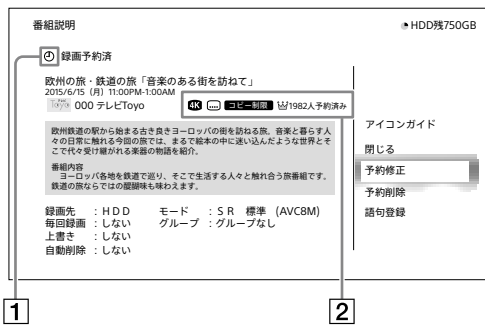 番組説明
HDD残750GB
録画予約済
欧州の旅・鉄道の旅「音楽のある街を訪ねて」
2015/6/15（月）11:00PM-1:00AM
Toyo 000 テレビToyo
4K コピー制限 1982人予約済み
欧州鉄道の駅から始まる古き良きヨーロッパの街を訪ねる旅。音楽と暮らす人
々の日常に触れる今回の旅では、まるで絵本の中に迷い込んだような世界とそ
こで代々受け継がれる楽器の物語を紹介。
番組内容
ヨーロッパ各地を鉄道で巡り、そこで生活する人々と触れ合う旅番組です。
鉄道の旅ならではの醍醐味も味わえます。
録画先 ：HDD モード ：SR 標準 (AVC8M)
毎回録画 ：しない グループ ：グループなし
上書き ：しない
自動削除 ：しない
アイコンガイド
閉じる
予約修正
予約削除
語句登録
1
2